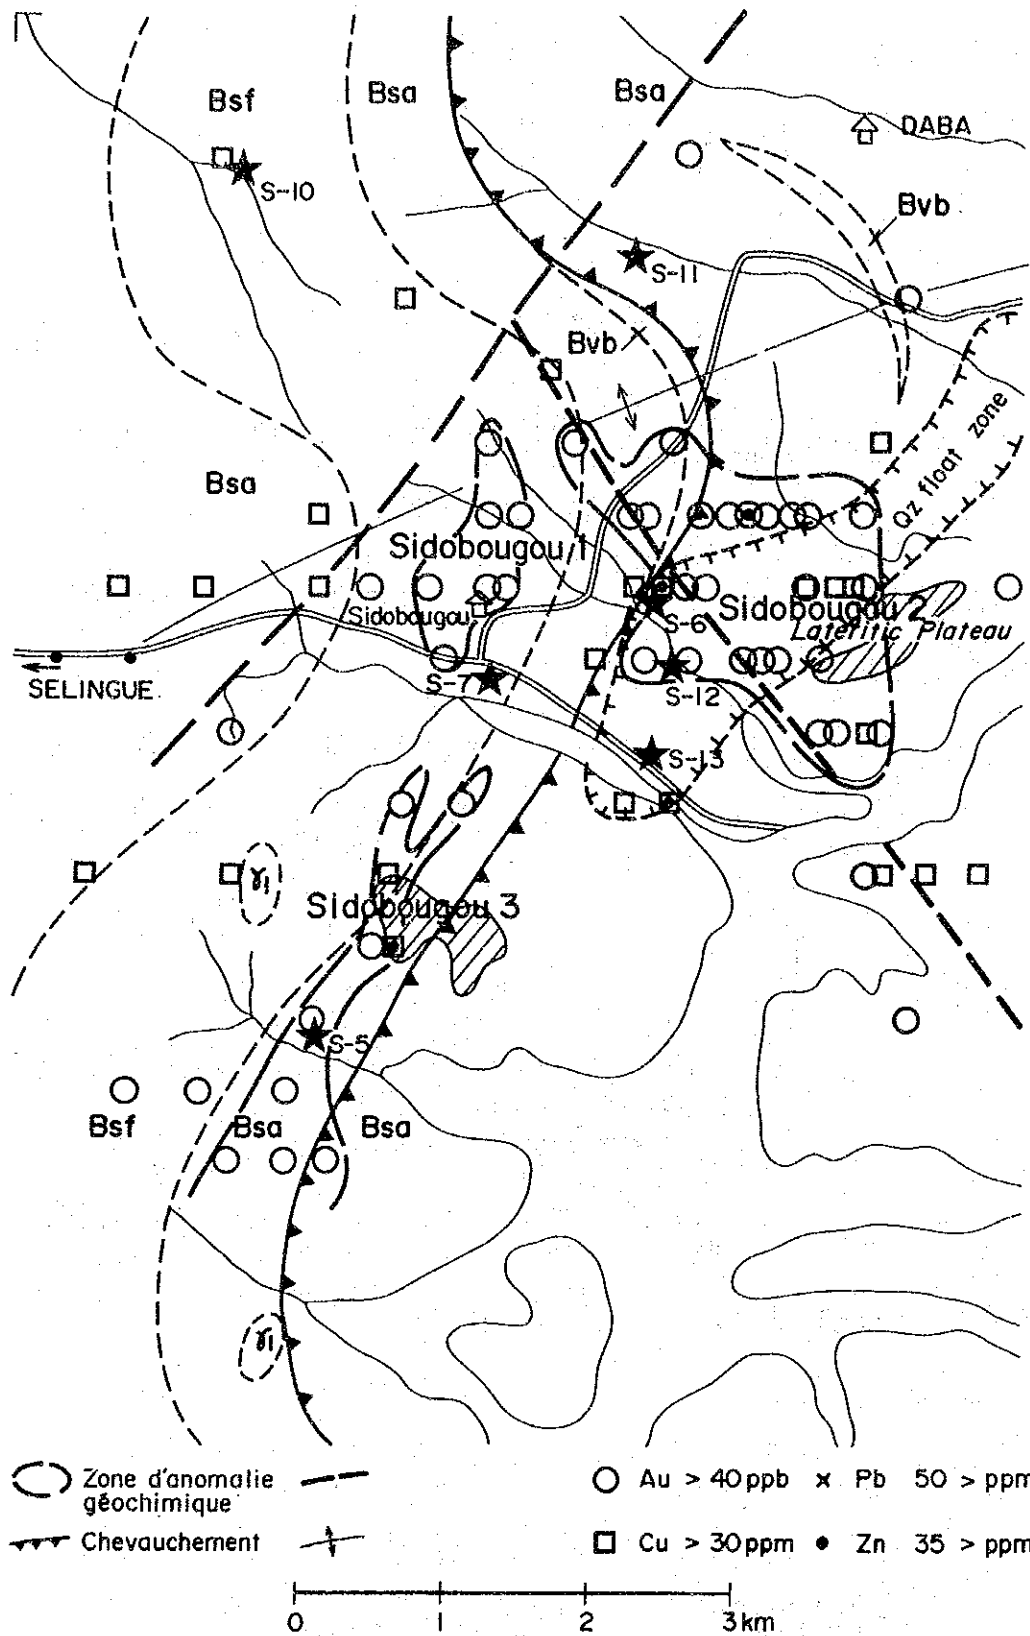 Bsf
Bsa
Bsa
DABA
S-10
Bvb
S-11
Bvb
Qz float zone
Bsa
Sidobougou 1
Sidobougou
Sidobougou 2
S-6
Lateritic Plateau
SELINGUE
S-7
S-12
S-13
γ1
Sidobougou 3
S-5
Bsf
Bsa
Bsa
γ1
Zone d'anomalie
géochimique
Au > 40 ppb
x Pb 50 > ppm
Chevauchement
Cu > 30 ppm
Zn 35 > ppm
0 1 2 3 km